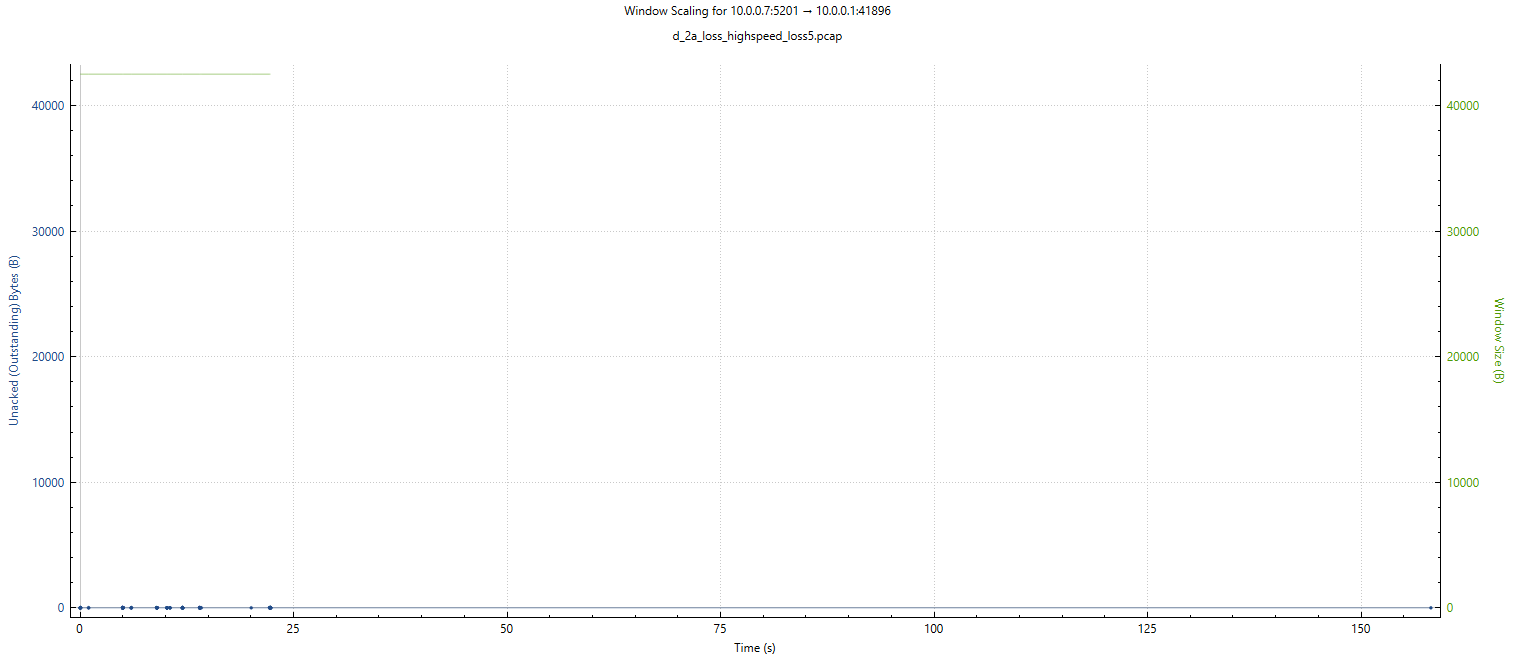 Window Scaling for 10.0.0.7:5201 → 10.0.0.1:41896
d_2a_loss_highspeed_loss5.pcap
Unacked (Outstanding) Bytes (B)
40000
30000
20000
10000
0
40000
30000
20000
10000
0
Window Size (B)
0 25 50 75 100 125 150
Time (s)